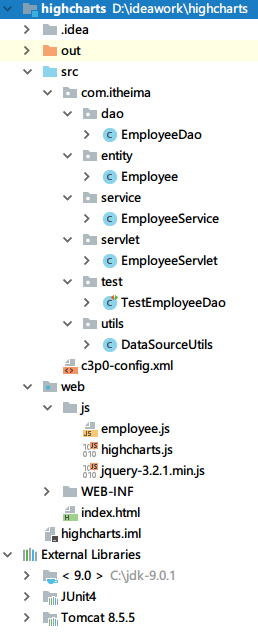 highcharts D:\ideawork\highcharts
.idea
out
src
com.itheima
dao
EmployeeDao
entity
Employee
service
EmployeeService
servlet
EmployeeServlet
test
TestEmployeeDao
utils
DataSourceUtils
c3p0-config.xml
web
js
employee.js
highcharts.js
jquery-3.2.1.min.js
WEB-INF
index.html
highcharts.iml
External Libraries
< 9.0 > C:\jdk-9.0.1
JUnit4
Tomcat 8.5.5